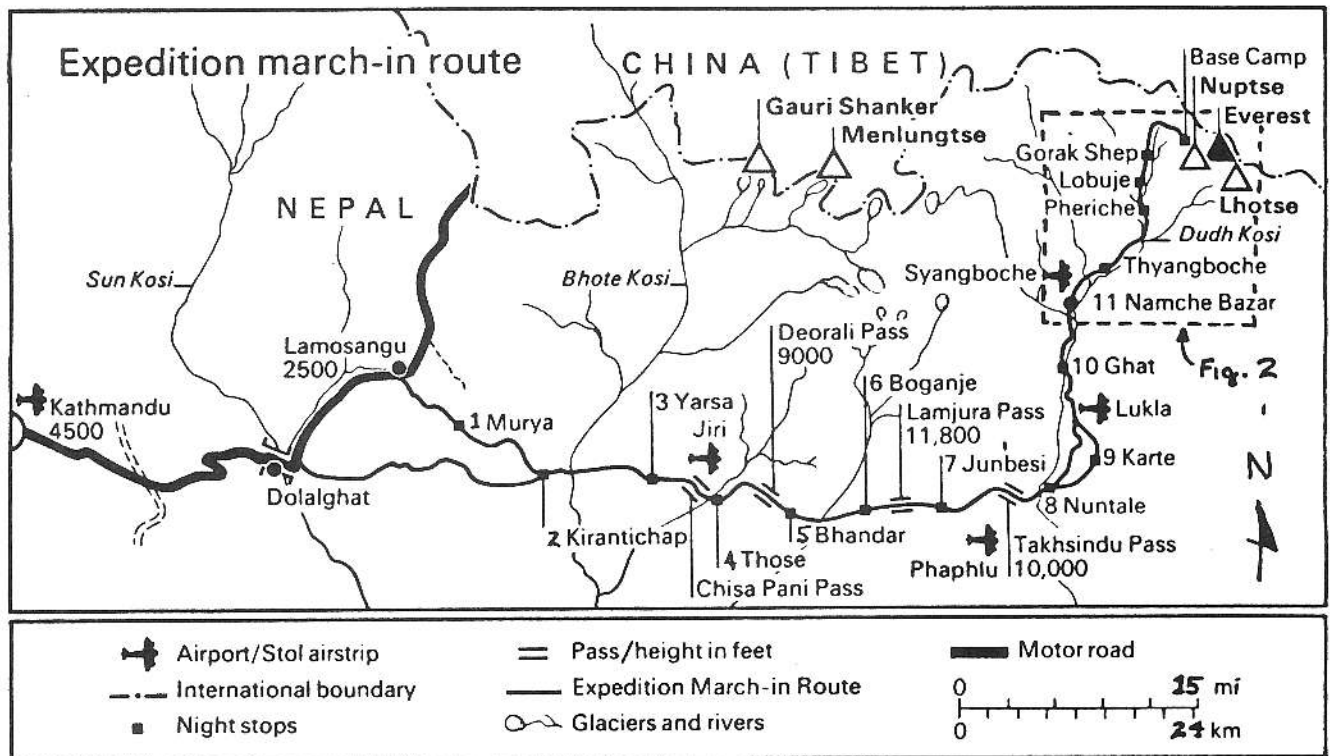 Expedition march-in route
CHINA (TIBET)
Base Camp
Nuptse
Everest
Gauri Shanker
Menlungtse
Gorak Shep
Lobuje
Pheriche
Lhotse
NEPAL
Dudh Kosi
Sun Kosi
Bhote Kosi
Syangboche
Thyangboche
11 Namche Bazar
Deorali Pass
9000
Lamosangu
2500
10 Ghat
Fig. 2
6 Boganje
Kathmandu
4500
3 Yarsa
Jiri
Lamjura Pass
11,800
Lukla
1 Murya
7 Junbesi
9 Karte
N
Dolalghat
8 Nuntale
2 Kirantichap
5 Bhandar
4 Those
Phaphlu
Takhsindu Pass
10,000
Chisa Pani Pass
Airport/Stol airstrip
Pass/height in feet
Motor road
International boundary
Expedition March-in Route
0 15 mi
Night stops
Glaciers and rivers
0 24 km